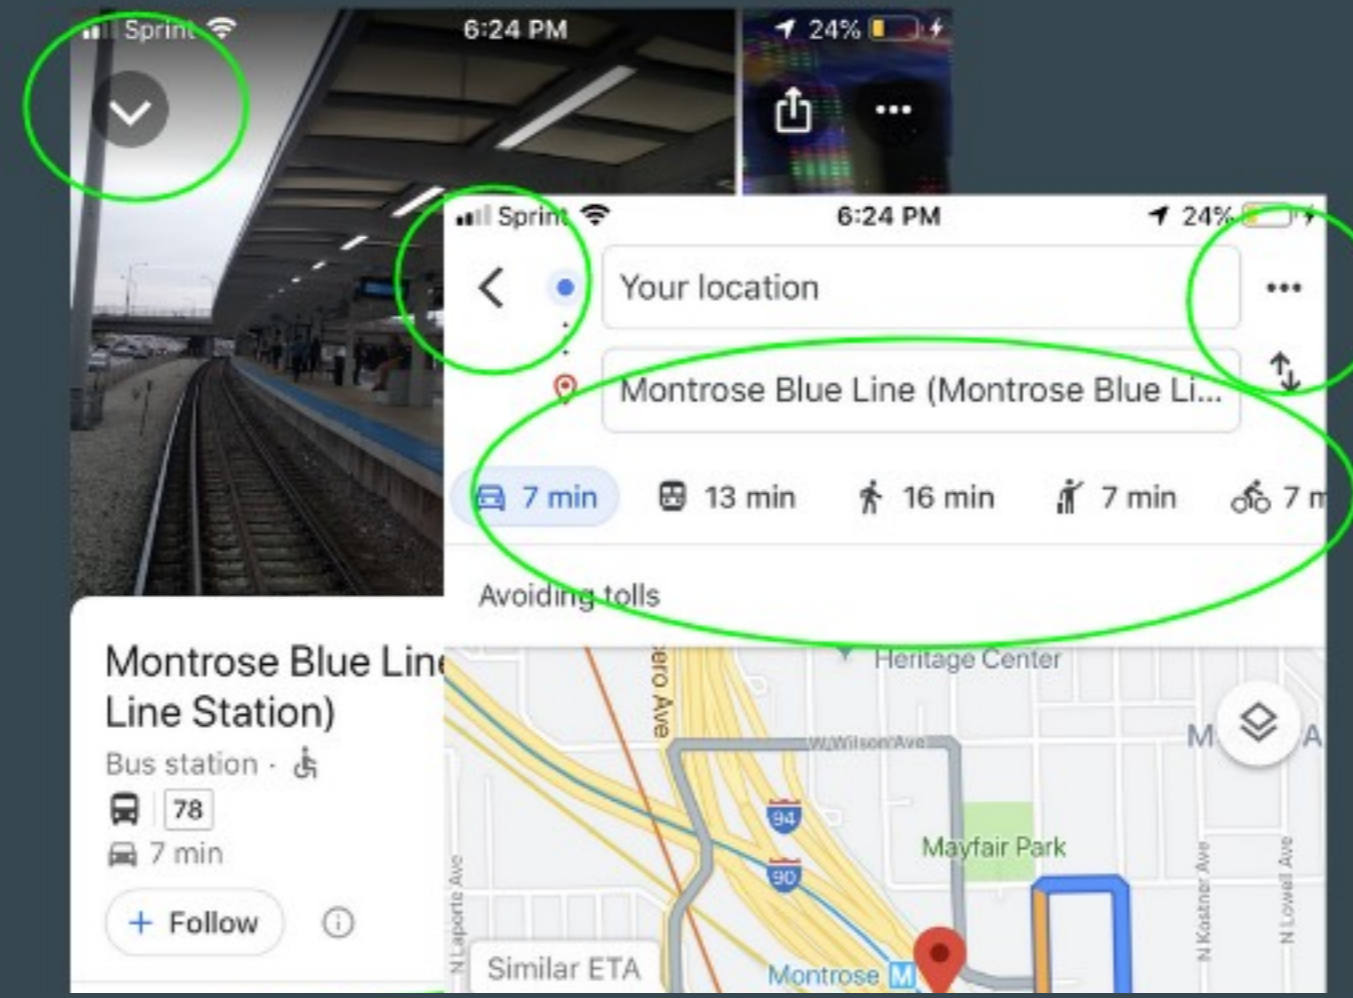 Sprint 6:24 PM 24%
Sprint 6:24 PM 24%
Your location
Montrose Blue Line (Montrose Blue Li...
7 min 13 min 16 min 7 min 7 m
Avoiding tolls
Montrose Blue Line
Line Station)
Bus station ·
78
7 min
+ Follow
ero Ave
Heritage Center
W Wilson Ave
M A
94
Mayfair Park
90
N Laporte Ave
N Kostner Ave
N Lowell Ave
Similar ETA
Montrose M